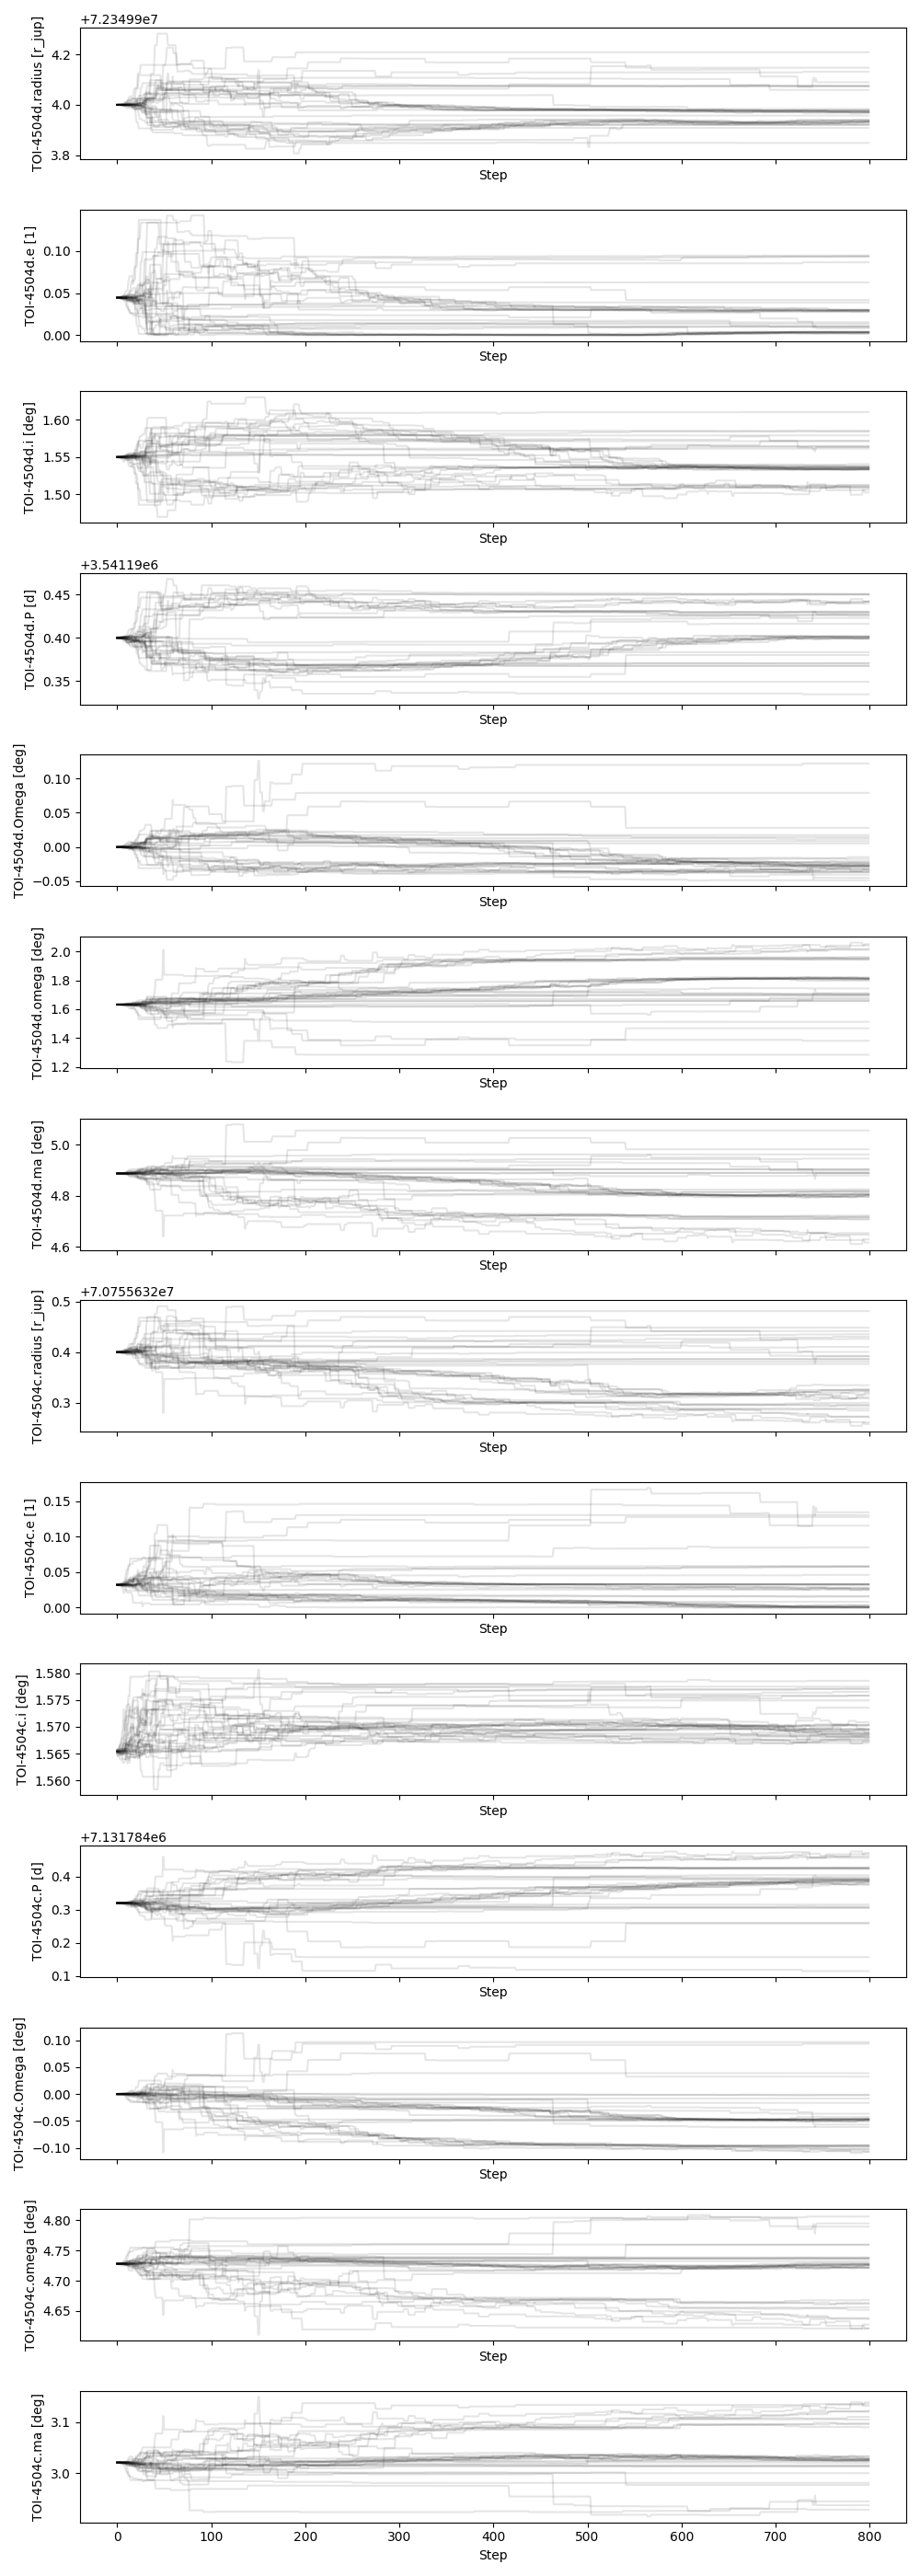 +7.23499e7
TOI-4504d.radius [r_jup]
4.2
4.0
3.8
Step
TOI-4504d.e [1]
0.10
0.05
0.00
Step
TOI-4504d.i [deg]
1.60
1.55
1.50
Step
+3.54119e6
TOI-4504d.P [d]
0.45
0.40
0.35
Step
TOI-4504d.Omega [deg]
0.10
0.05
0.00
−0.05
Step
TOI-4504d.omega [deg]
2.0
1.8
1.6
1.4
1.2
Step
TOI-4504d.ma [deg]
5.0
4.8
4.6
Step
+7.0755632e7
TOI-4504c.radius [r_jup]
0.5
0.4
0.3
Step
TOI-4504c.e [1]
0.15
0.10
0.05
0.00
Step
TOI-4504c.i [deg]
1.580
1.575
1.570
1.565
1.560
Step
+7.131784e6
TOI-4504c.P [d]
0.4
0.3
0.2
0.1
Step
TOI-4504c.Omega [deg]
0.10
0.05
0.00
−0.05
−0.10
Step
TOI-4504c.omega [deg]
4.80
4.75
4.70
4.65
Step
TOI-4504c.ma [deg]
3.1
3.0
0 100 200 300 400 500 600 700 800
Step